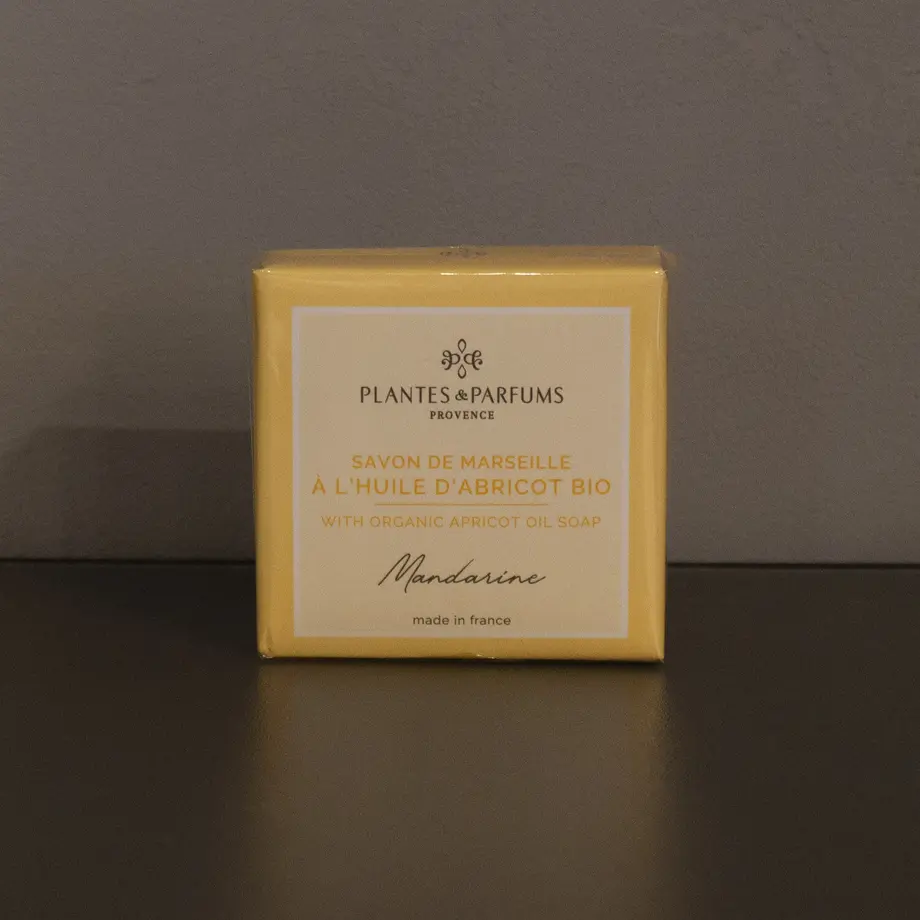 PLANTES & PARFUMS
PROVENCE
SAVON DE MARSEILLE
À L'HUILE D'ABRICOT BIO
WITH ORGANIC APRICOT OIL SOAP
Mandarine
made in france